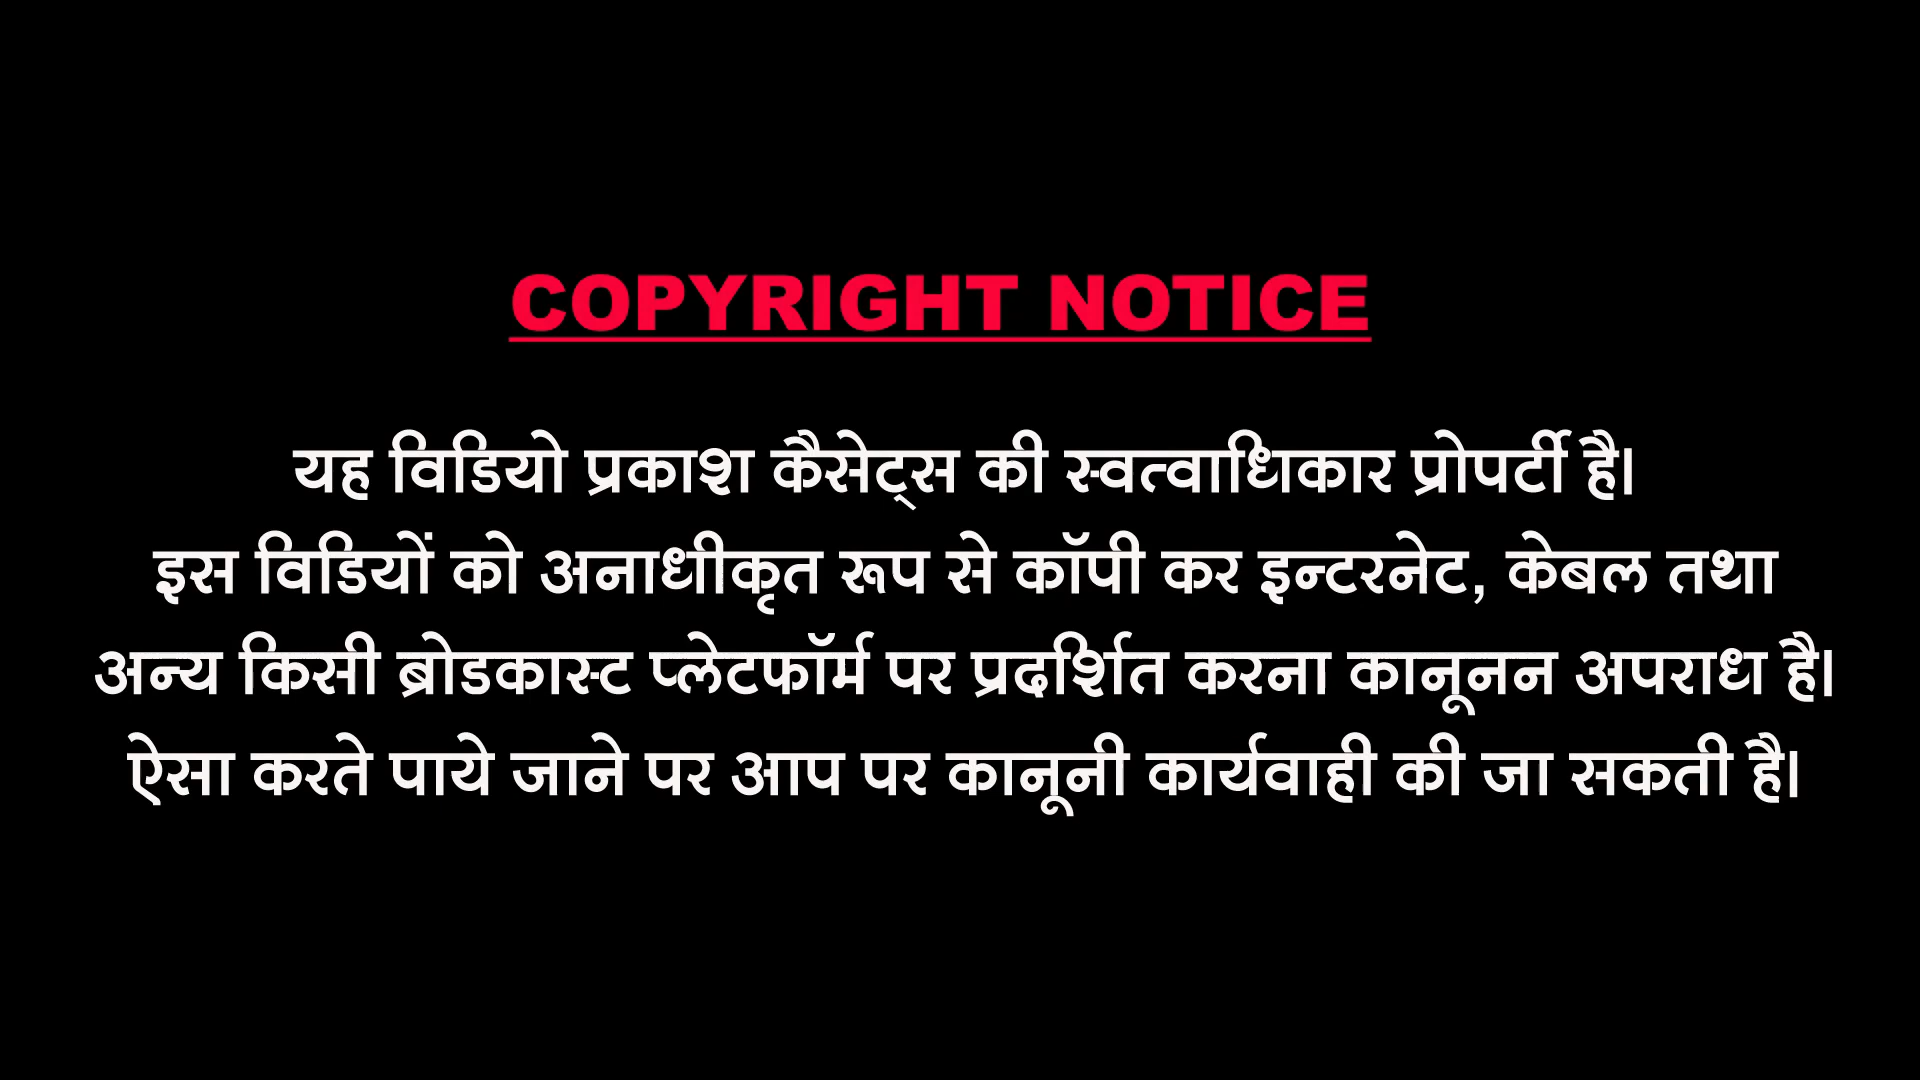 COPYRIGHT NOTICE
यह विडियो प्रकाश कैसेट्स की स्वत्वाधिकार प्रोपर्टी है।
इस विडियों को अनाधीकृत रूप से कॉपी कर इन्टरनेट, केबल तथा
अन्य किसी ब्रोडकास्ट प्लेटफॉर्म पर प्रदर्शित करना कानूनन अपराध है।
ऐसा करते पाये जाने पर आप पर कानूनी कार्यवाही की जा सकती है।